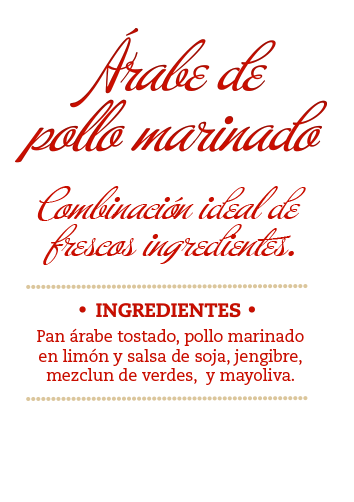 Árabe de
pollo marinado
Combinación ideal de
frescos ingredientes.
• INGREDIENTES •
Pan árabe tostado, pollo marinado
en limón y salsa de soja, jengibre,
mezclun de verdes,  y mayoliva.